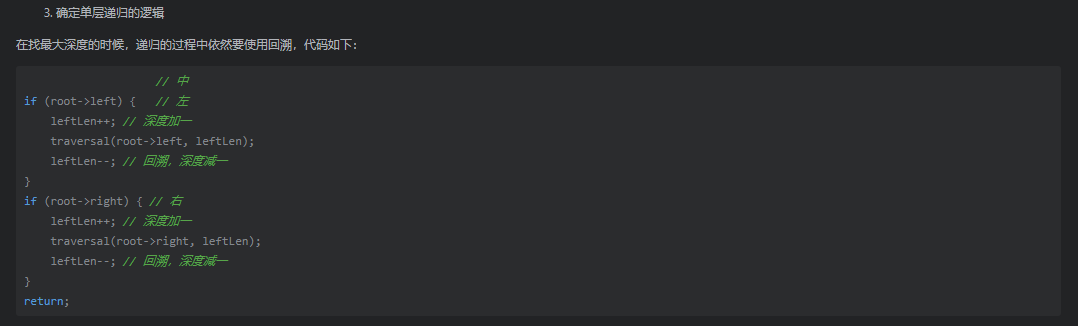 3. 确定单层递归的逻辑
在找最大深度的时候，递归的过程中依然要使用回溯，代码如下：
// 中
if (root->left) {   // 左
    leftLen++; // 深度加一
    traversal(root->left, leftLen);
    leftLen--; // 回溯，深度减一
}
if (root->right) { // 右
    leftLen++; // 深度加一
    traversal(root->right, leftLen);
    leftLen--; // 回溯，深度减一
}
return;